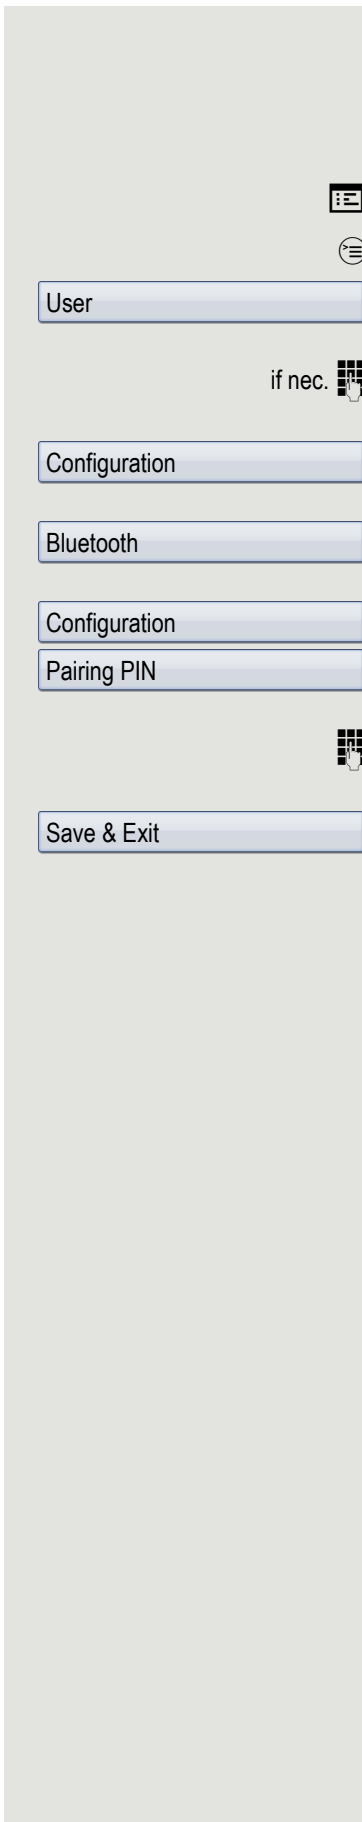 User
if nec.
Configuration
Bluetooth
Configuration
Pairing PIN
Save & Exit